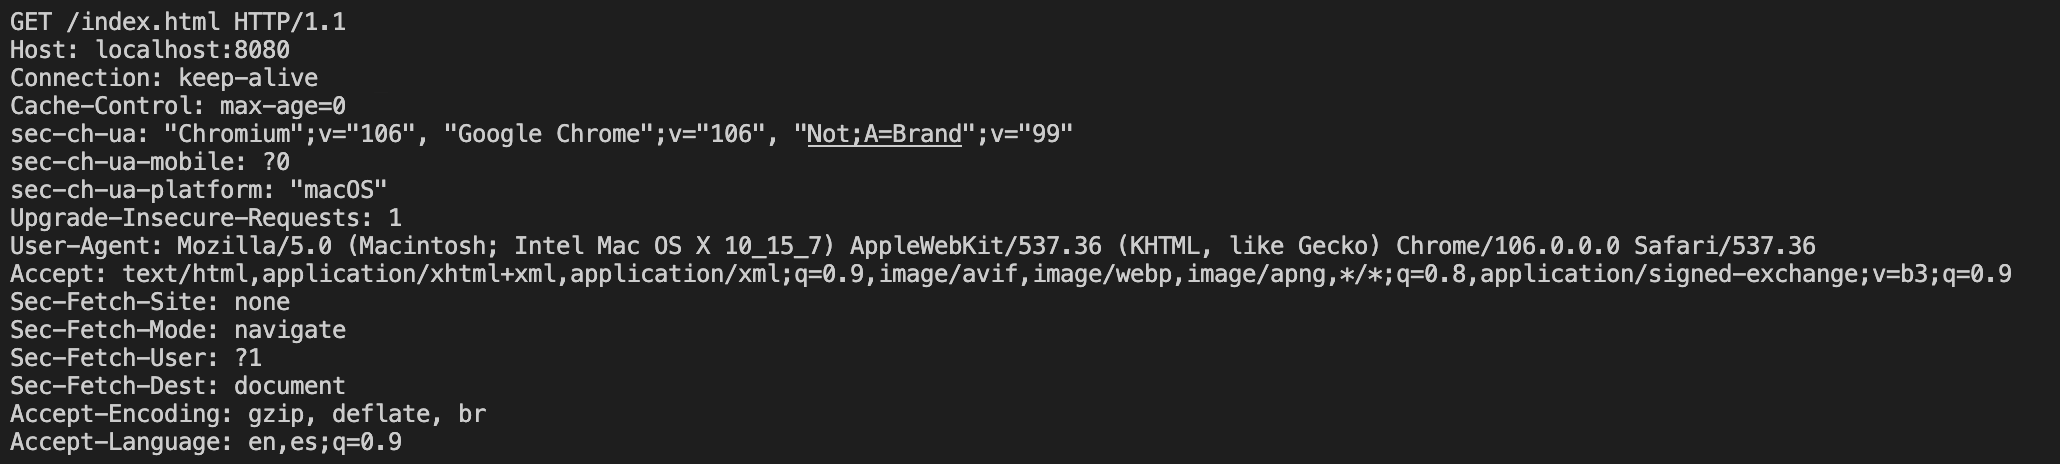 GET /index.html HTTP/1.1
Host: localhost:8080
Connection: keep-alive
Cache-Control: max-age=0
sec-ch-ua: "Chromium";v="106", "Google Chrome";v="106", "Not;A=Brand";v="99"
sec-ch-ua-mobile: ?0
sec-ch-ua-platform: "macOS"
Upgrade-Insecure-Requests: 1
User-Agent: Mozilla/5.0 (Macintosh; Intel Mac OS X 10_15_7) AppleWebKit/537.36 (KHTML, like Gecko) Chrome/106.0.0.0 Safari/537.36
Accept: text/html,application/xhtml+xml,application/xml;q=0.9,image/avif,image/webp,image/apng,*/*;q=0.8,application/signed-exchange;v=b3;q=0.9
Sec-Fetch-Site: none
Sec-Fetch-Mode: navigate
Sec-Fetch-User: ?1
Sec-Fetch-Dest: document
Accept-Encoding: gzip, deflate, br
Accept-Language: en,es;q=0.9